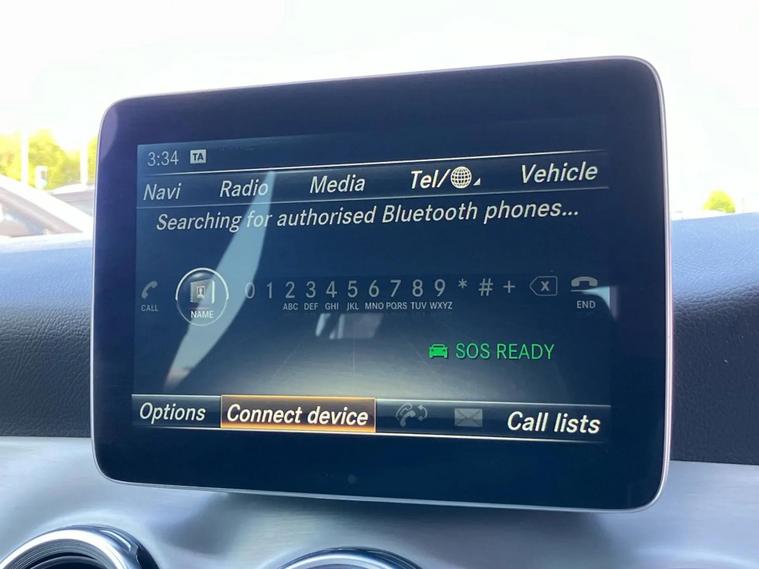 3:34 TA
Navi Radio Media Tel/ Vehicle
Searching for authorised Bluetooth phones...
0 1 2 3 4 5 6 7 8 9 * # + X
CALL NAME ABC DEF GHI JKL MNO PQRS TUV WXYZ END
SOS READY
Options Connect device Call lists